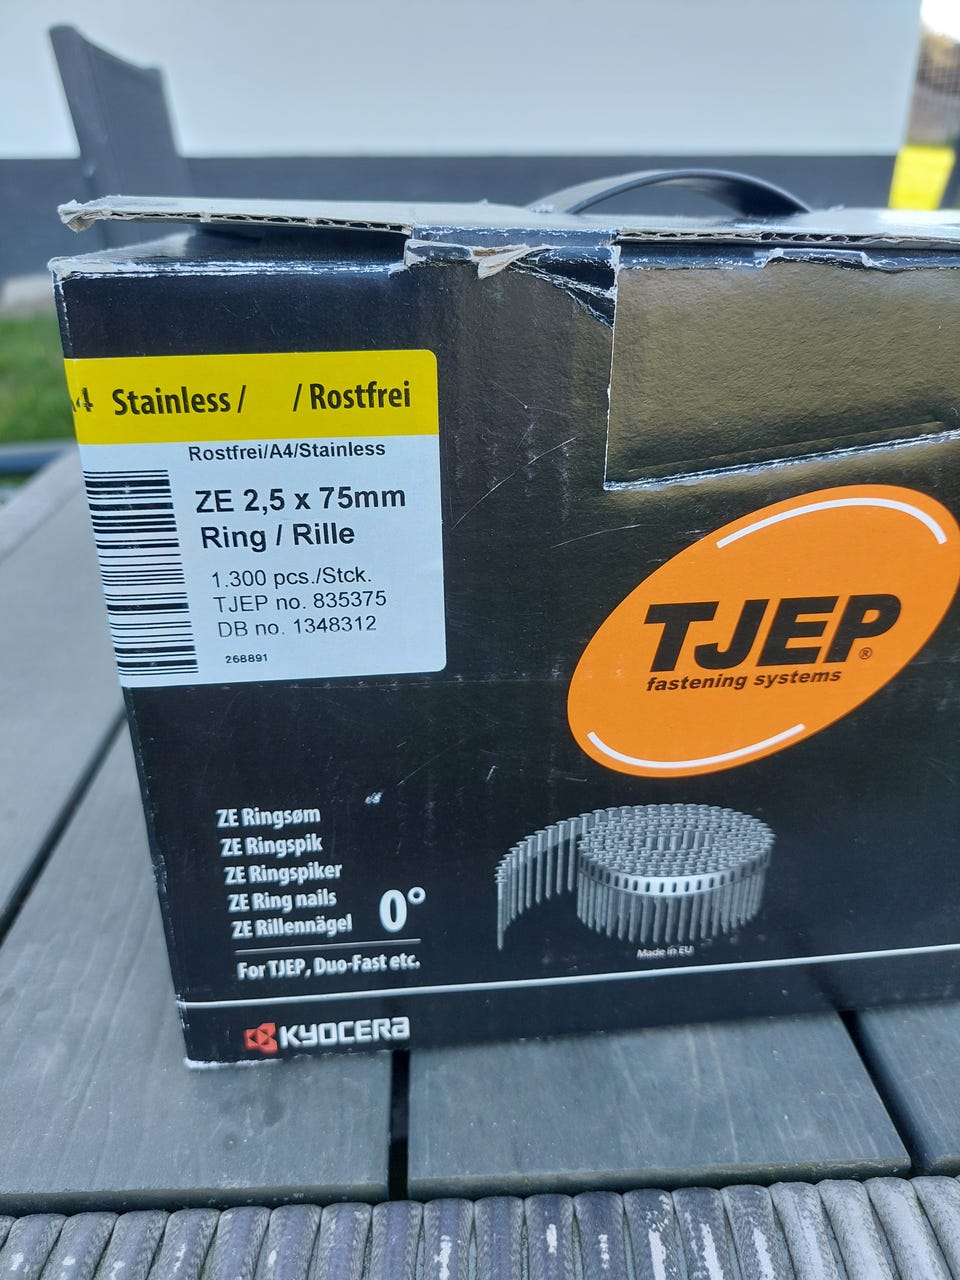 A4 Stainless / / Rostfrei
Rostfrei/A4/Stainless
ZE 2,5 x 75mm
Ring / Rille
1.300 pcs./Stck.
TJEP no. 835375
DB no. 1348312
268891
TJEP®
fastening systems
ZE Ringsøm
ZE Ringspik
ZE Ringspiker
ZE Ring nails
ZE Rillennägel
0°
For TJEP, Duo-Fast etc.
Made in EU
KYOCERA